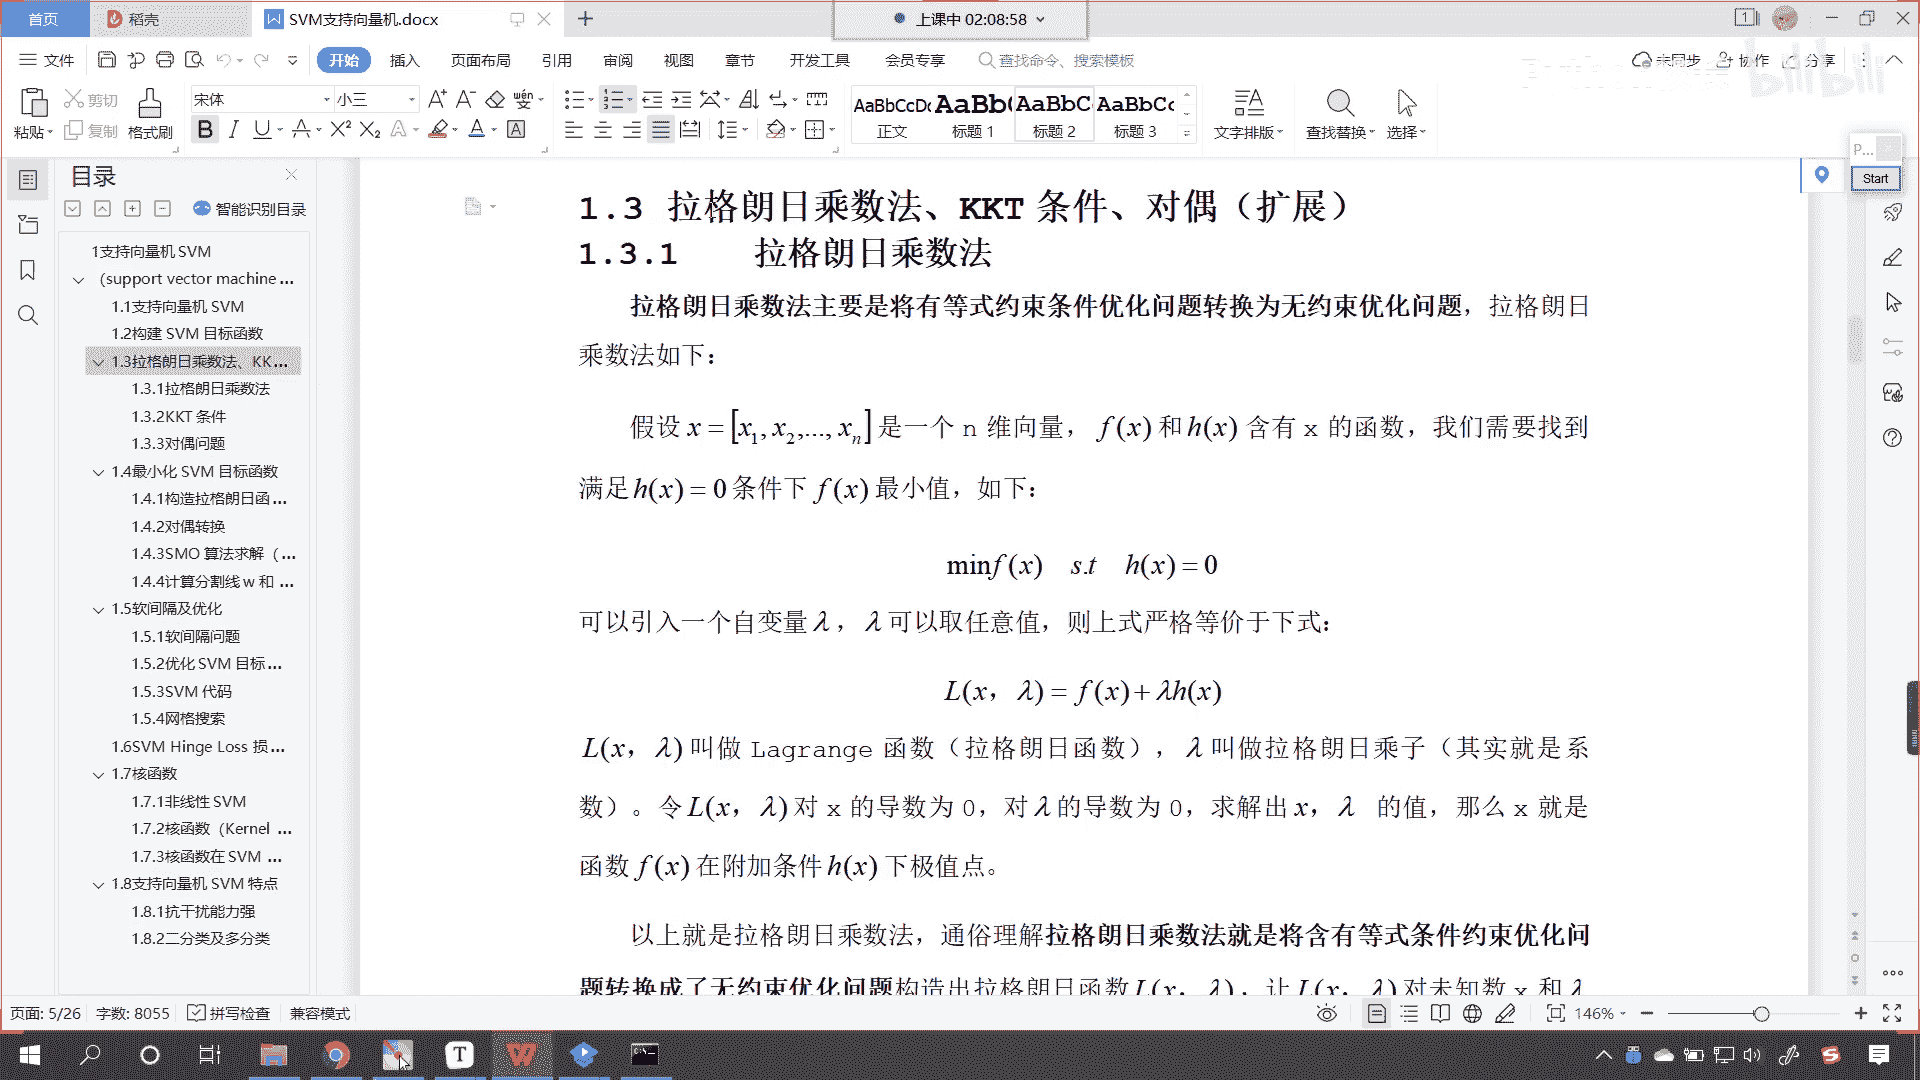 首页
稻壳
SVM支持向量机.docx
上课中 02:08:58
文件
开始
插入
页面布局
引用
审阅
视图
章节
开发工具
会员专享
查找命令、搜索模板
未同步
协作
分享
bilibili
粘贴
剪切
复制
格式刷
宋体
小三
AaBbCcDd
正文
AaBb
标题 1
AaBbC
标题 2
AaBbCc
标题 3
文字排版
查找替换
选择
P...
Start
目录
智能识别目录
1支持向量机 SVM
（support vector machine ...
1.1支持向量机 SVM
1.2构建 SVM 目标函数
1.3拉格朗日乘数法、KK...
1.3.1拉格朗日乘数法
1.3.2KKT 条件
1.3.3对偶问题
1.4最小化 SVM 目标函数
1.4.1构造拉格朗日函 ...
1.4.2对偶转换
1.4.3SMO 算法求解（ ...
1.4.4计算分割线 w 和 ...
1.5软间隔及优化
1.5.1软间隔问题
1.5.2优化 SVM 目标 ...
1.5.3SVM 代码
1.5.4网格搜索
1.6SVM Hinge Loss 损 ...
1.7核函数
1.7.1非线性 SVM
1.7.2核函数（Kernel ...
1.7.3核函数在 SVM ...
1.8支持向量机 SVM 特点
1.8.1抗干扰能力强
1.8.2二分类及多分类
1.3 拉格朗日乘数法、KKT 条件、对偶（扩展）
1.3.1 拉格朗日乘数法
拉格朗日乘数法主要是将有等式约束条件优化问题转换为无约束优化问题，拉格朗日
乘数法如下：
假设 x = [x₁, x₂,..., xₙ] 是一个 n 维向量， f(x) 和 h(x) 含有 x 的函数，我们需要找到
满足 h(x) = 0 条件下 f(x) 最小值，如下：
min f(x) s.t h(x) = 0
可以引入一个自变量 λ ， λ 可以取任意值，则上式严格等价于下式：
L(x，λ) = f(x) + λh(x)
L(x，λ) 叫做 Lagrange 函数（拉格朗日函数），λ 叫做拉格朗日乘子（其实就是系
数）。令 L(x，λ) 对 x 的导数为 0，对 λ 的导数为 0，求解出 x，λ 的值，那么 x 就是
函数 f(x) 在附加条件 h(x) 下极值点。
以上就是拉格朗日乘数法，通俗理解拉格朗日乘数法就是将含有等式条件约束优化问
题转换成了无约束优化问题构造出拉格朗日函数 L(x，λ)，让 L(x，λ) 对未知数 x 和 λ
页面: 5/26
字数: 8055
拼写检查
兼容模式
146%